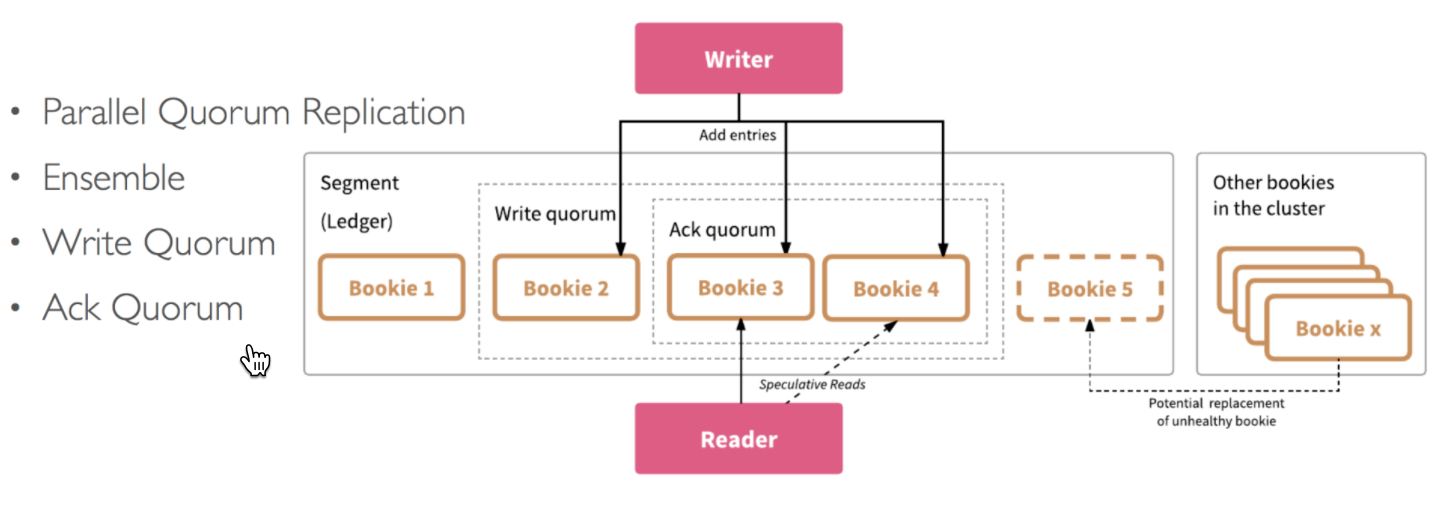 • Parallel Quorum Replication
• Ensemble
• Write Quorum
• Ack Quorum
Writer
Add entries
Segment
(Ledger)
Write quorum
Ack quorum
Bookie 1
Bookie 2
Bookie 3
Bookie 4
Bookie 5
Other bookies
in the cluster
Bookie x
Speculative Reads
Potential replacement
of unhealthy bookie
Reader